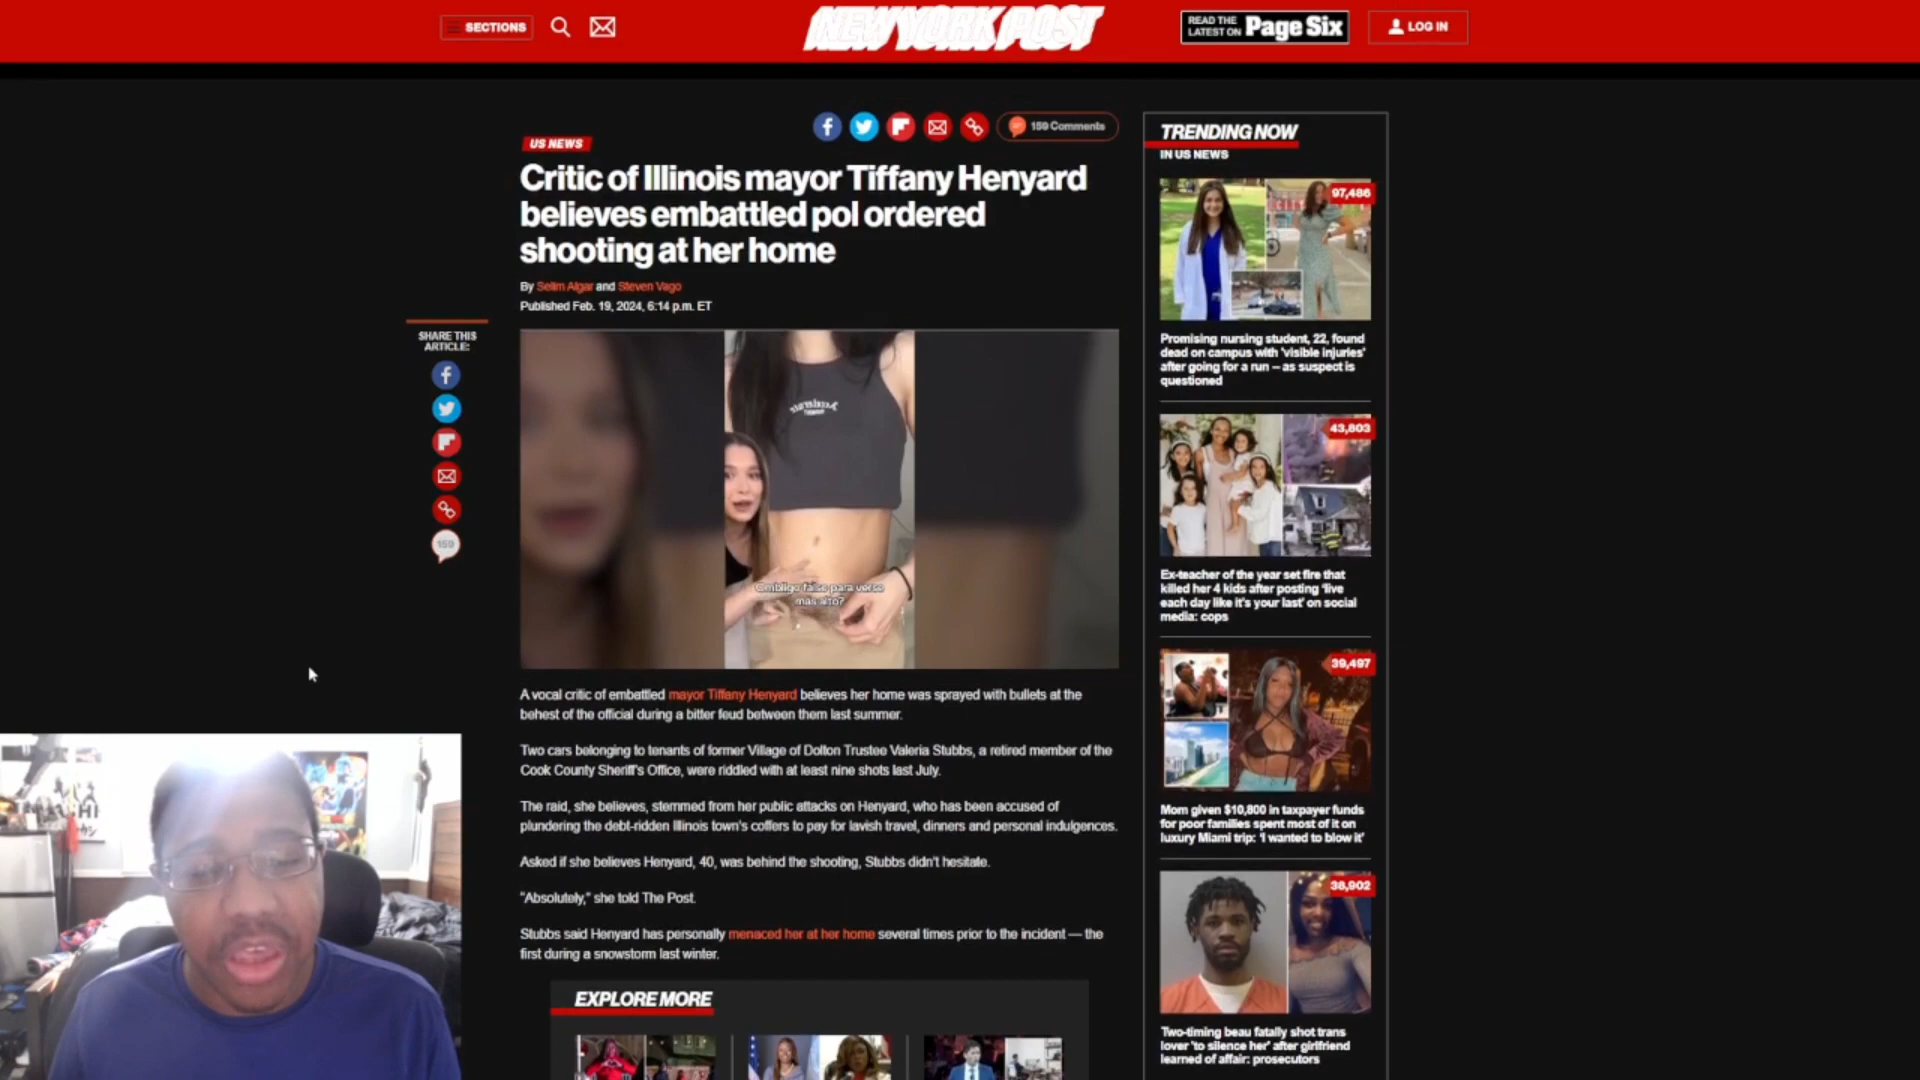 SECTIONS
NEW YORK POST
READ THE
LATEST ON
Page Six
LOG IN
159 Comments
US NEWS
Critic of Illinois mayor Tiffany Henyard
believes embattled pol ordered
shooting at her home
By Selim Algar and Steven Vago
Published Feb. 19, 2024, 6:14 p.m. ET
SHARE THIS
ARTICLE:
159
Accelerate
Ombligo falso para verse
más alto?
A vocal critic of embattled mayor Tiffany Henyard believes her home was sprayed with bullets at the
behest of the official during a bitter feud between them last summer.
Two cars belonging to tenants of former Village of Dolton Trustee Valeria Stubbs, a retired member of the
Cook County Sheriff's Office, were riddled with at least nine shots last July.
The raid, she believes, stemmed from her public attacks on Henyard, who has been accused of
plundering the debt-ridden Illinois town's coffers to pay for lavish travel, dinners and personal indulgences.
Asked if she believes Henyard, 40, was behind the shooting, Stubbs didn't hesitate.
"Absolutely," she told The Post.
Stubbs said Henyard has personally menaced her at her home several times prior to the incident — the
first during a snowstorm last winter.
EXPLORE MORE
TRENDING NOW
IN US NEWS
97,486
Promising nursing student, 22, found
dead on campus with 'visible injuries'
after going for a run – as suspect is
questioned
43,803
Ex-teacher of the year set fire that
killed her 4 kids after posting 'live
each day like it's your last' on social
media: cops
39,497
Mom given $10,800 in taxpayer funds
for poor families spent most of it on
luxury Miami trip: 'I wanted to blow it'
38,902
Two-timing beau fatally shot trans
lover 'to silence her' after girlfriend
learned of affair: prosecutors